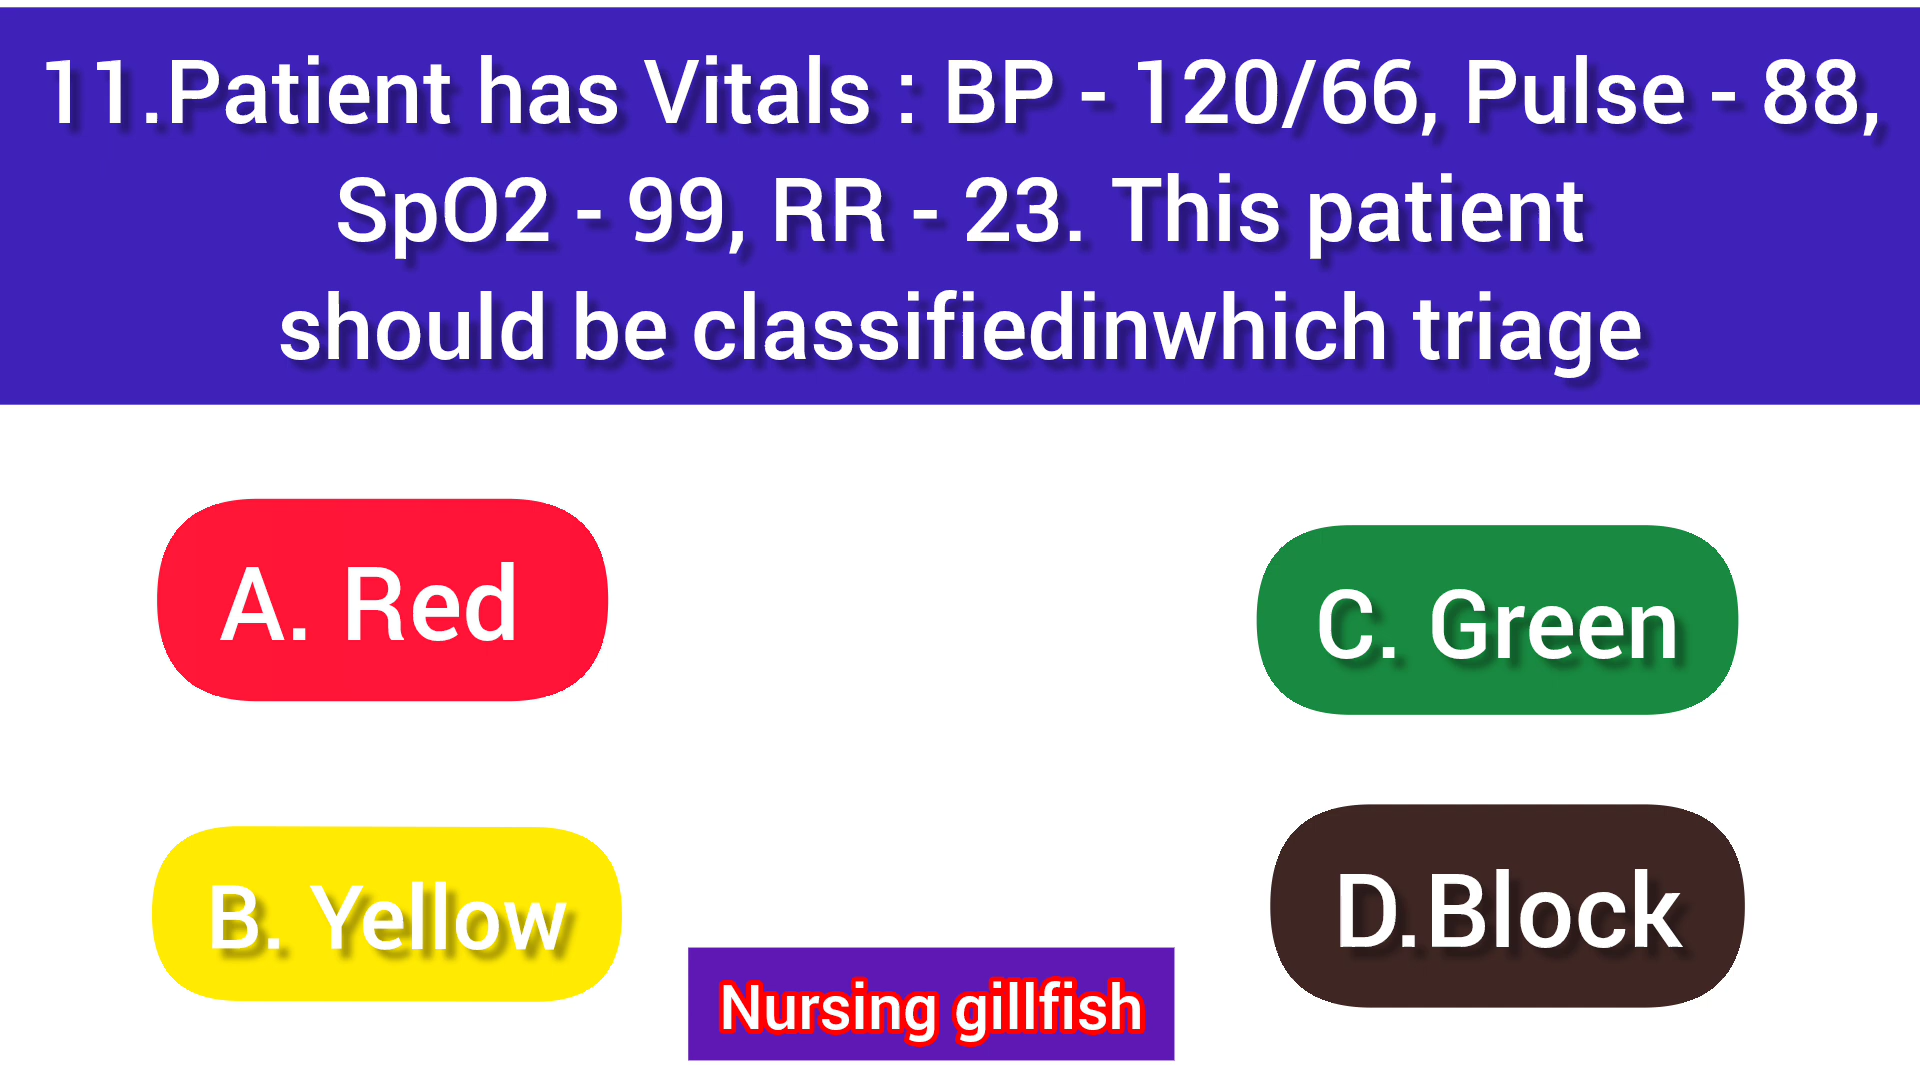 11.Patient has Vitals : BP - 120/66, Pulse - 88,
SpO2 - 99, RR - 23. This patient
should be classifiedinwhich triage
A. Red
C. Green
B. Yellow
D.Block
Nursing gillfish